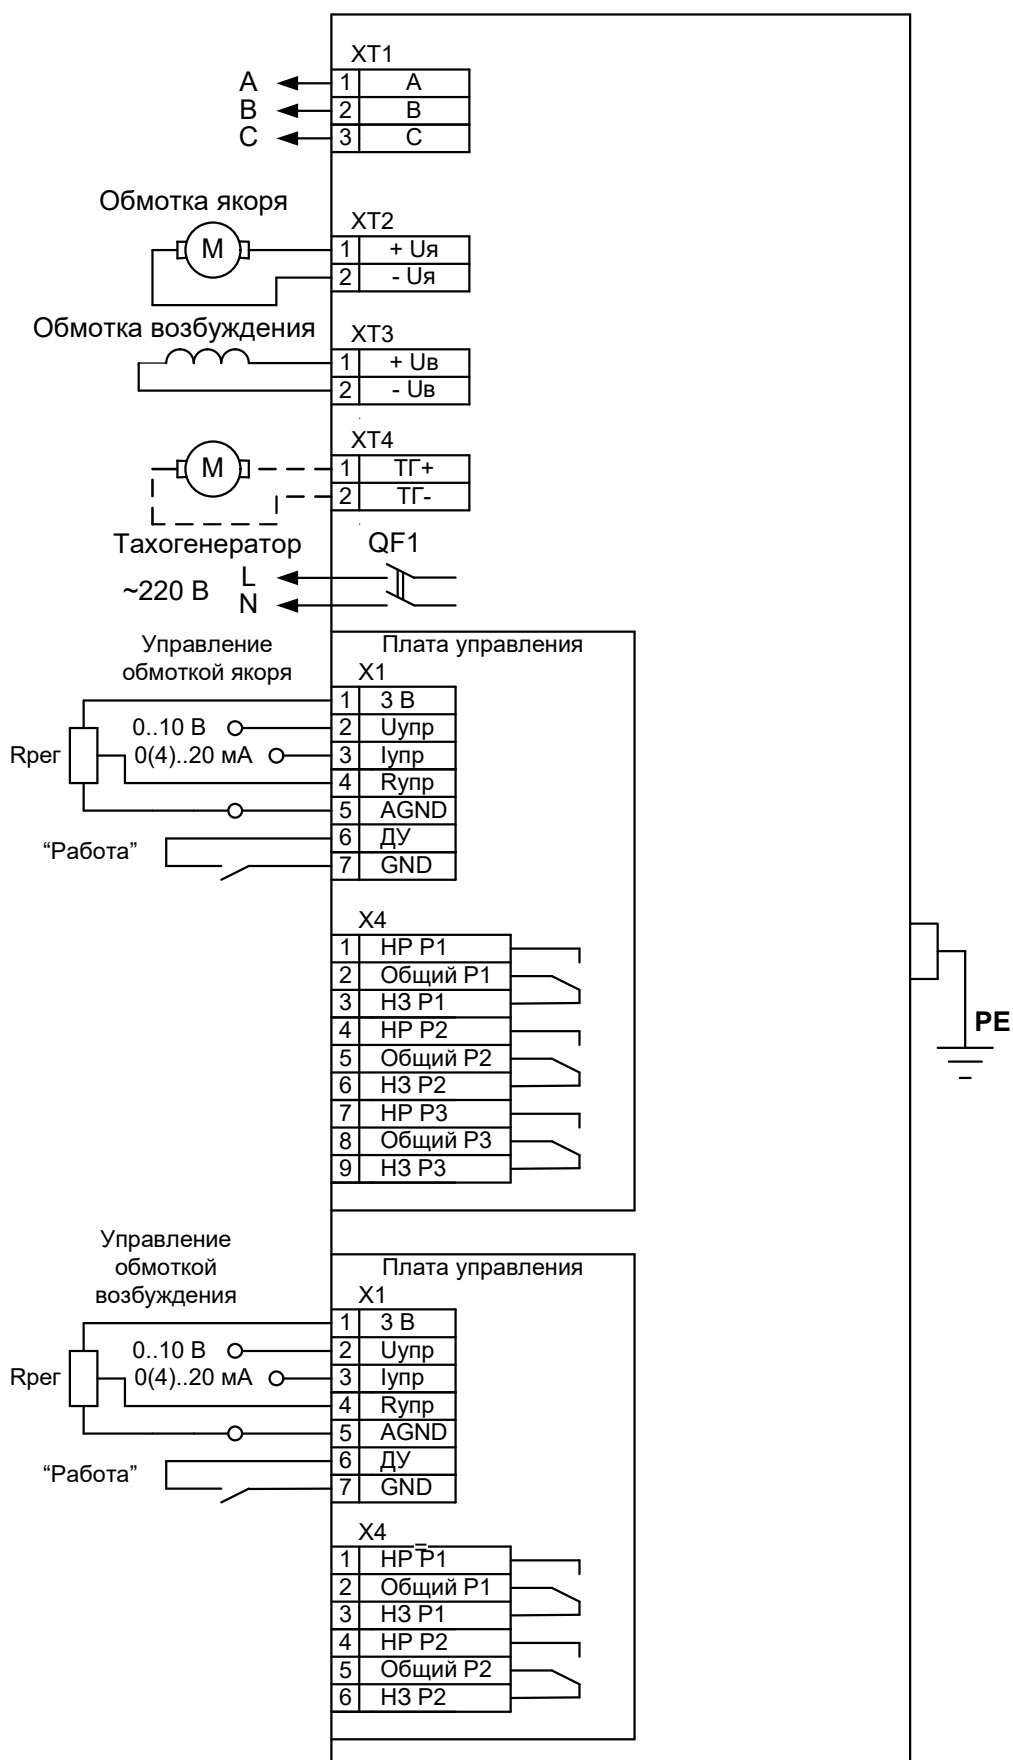 XT1
A 1 A
B 2 B
C 3 C
Обмотка якоря
XT2
M 1 + Uя
2 - Uя
Обмотка возбуждения
XT3
1 + Uв
2 - Uв
XT4
M 1 ТГ+
2 ТГ-
Тахогенератор QF1
~220 В L
N
Управление
обмоткой якоря
Плата управления
X1
1 3 В
0..10 В 2 Uупр
Rрег 0(4)..20 мА 3 Iупр
4 Rупр
5 AGND
“Работа” 6 ДУ
7 GND
X4
1 НР Р1
2 Общий Р1
3 НЗ Р1
4 НР Р2
5 Общий Р2
6 НЗ Р2
7 НР Р3
8 Общий Р3
9 НЗ Р3
PE
Управление
обмоткой
возбуждения
Плата управления
X1
1 3 В
0..10 В 2 Uупр
Rрег 0(4)..20 мА 3 Iупр
4 Rупр
5 AGND
“Работа” 6 ДУ
7 GND
X4
=
1 НР Р1
2 Общий Р1
3 НЗ Р1
4 НР Р2
5 Общий Р2
6 НЗ Р2